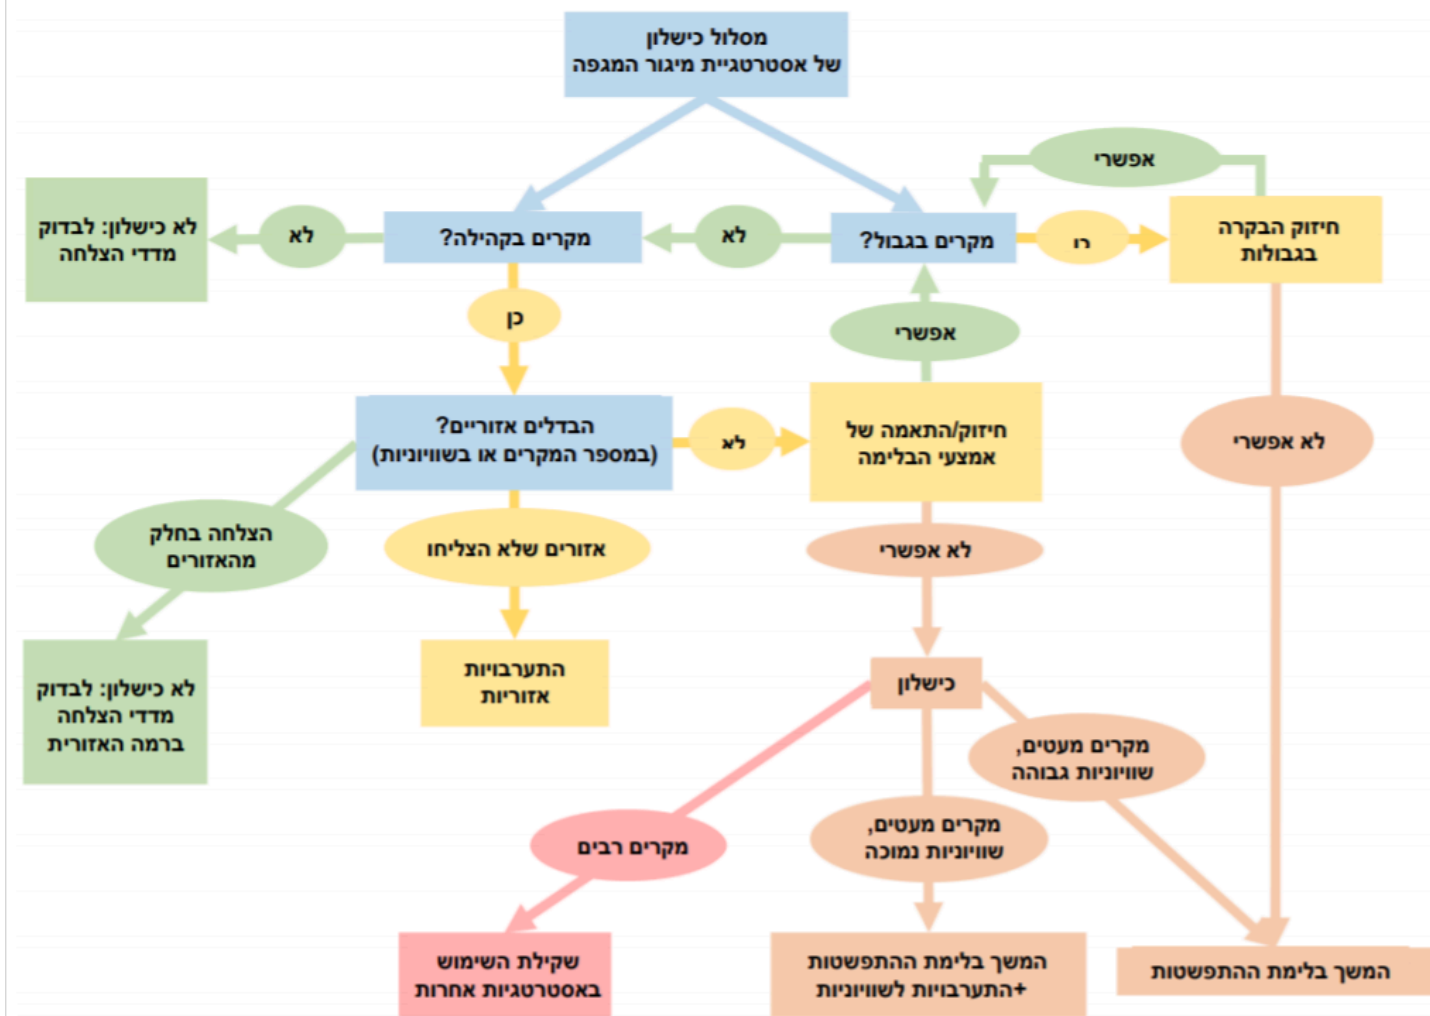 מסלול כישלון
של אסטרטגיית מיגור המגפה
אפשרי
חיזוק הבקרה
בגבולות
כן
מקרים בגבול?
לא
מקרים בקהילה?
לא
לא כישלון: לבדוק
מדדי הצלחה
כן
אפשרי
לא אפשרי
חיזוק/התאמה של
אמצעי הבלימה
לא
הבדלים אזוריים?
(במספר המקרים או בשוויוניות)
לא אפשרי
אזורים שלא הצליחו
הצלחה בחלק
מהאזורים
כישלון
התערבויות
אזוריות
לא כישלון: לבדוק
מדדי הצלחה
ברמה האזורית
מקרים מעטים,
שוויוניות גבוהה
מקרים מעטים,
שוויוניות נמוכה
מקרים רבים
המשך בלימת ההתפשטות
המשך בלימת ההתפשטות
+התערבויות לשוויוניות
שקילת השימוש
באסטרטגיות אחרות